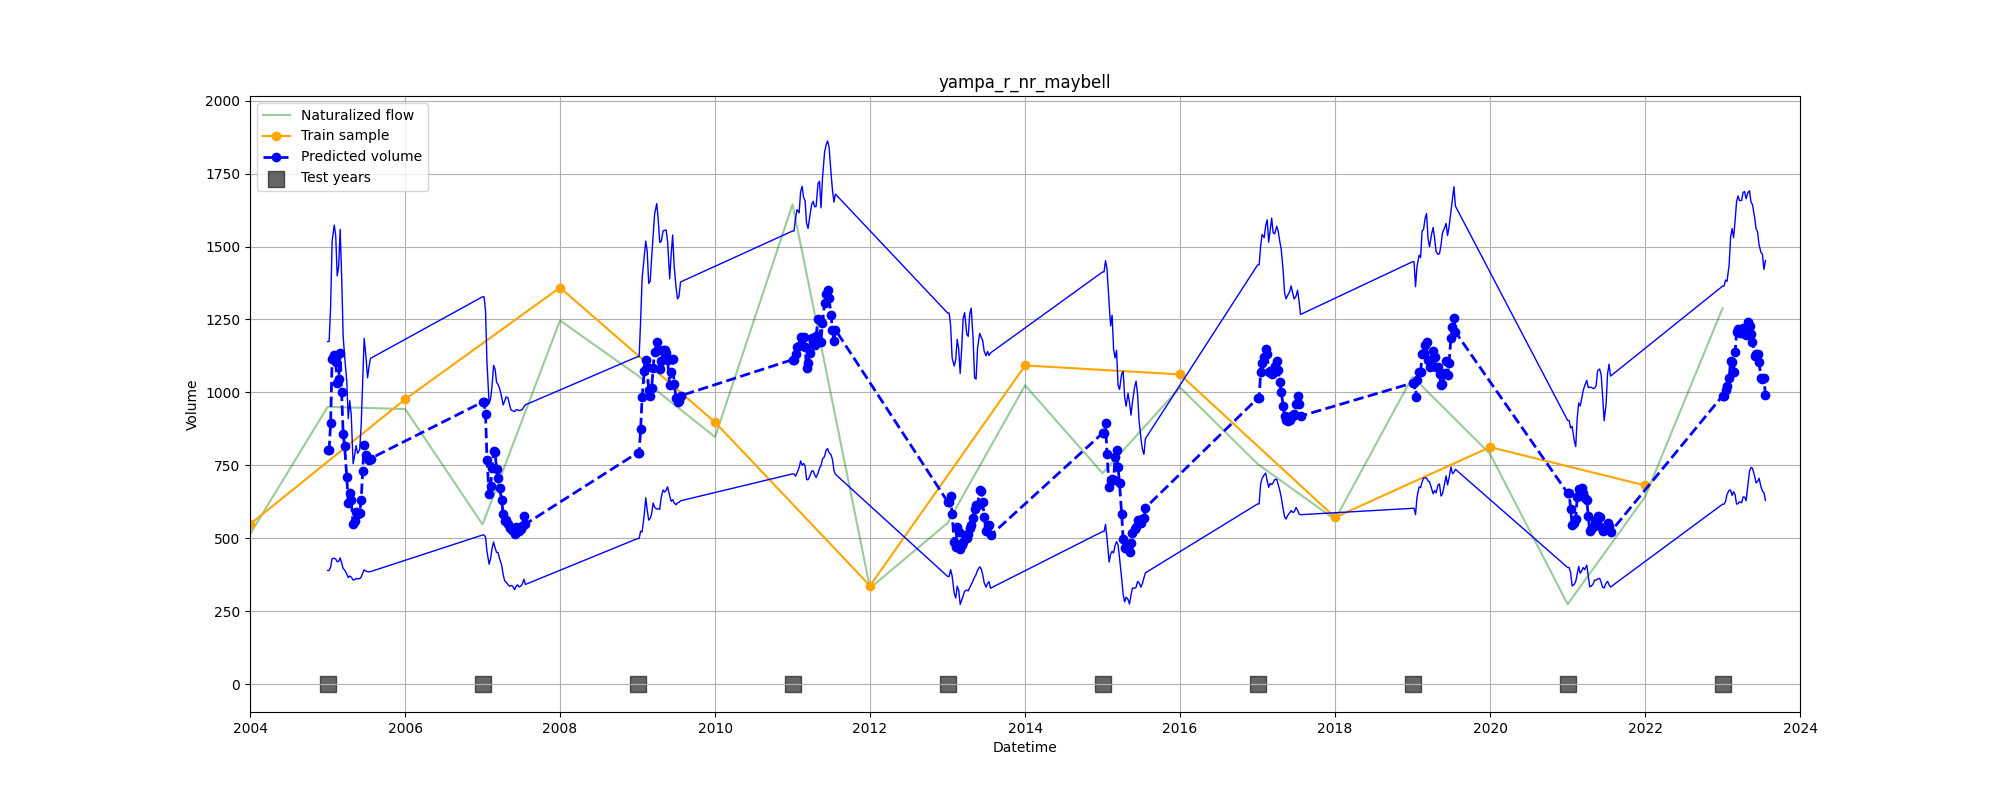 yampa_r_nr_maybell
Naturalized flow
Train sample
Predicted volume
Test years
Volume
2000
1750
1500
1250
1000
750
500
250
0
2004 2006 2008 2010 2012 2014 2016 2018 2020 2022 2024
Datetime